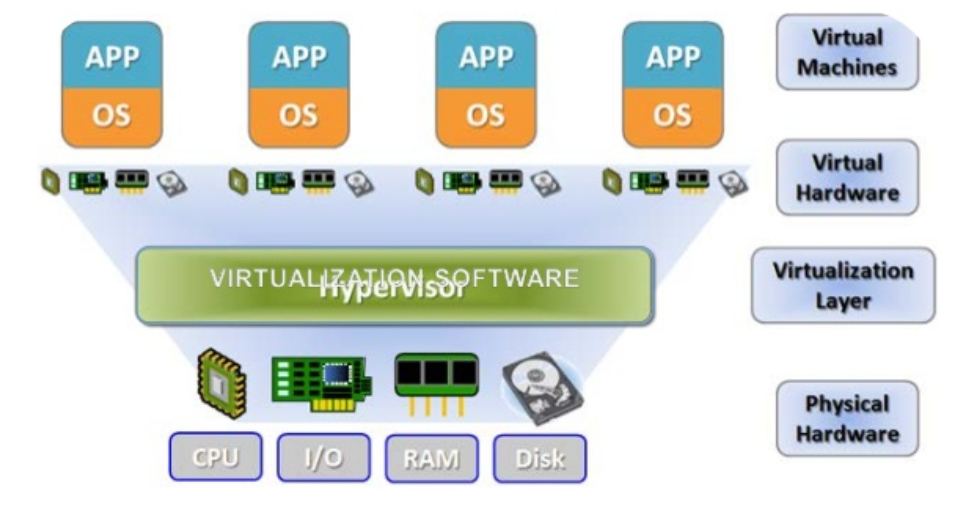 APP
OS
APP
OS
APP
OS
APP
OS
Virtual
Machines
Virtual
Hardware
VIRTUALIZATION SOFTWARE
HyperVisor
Virtualization
Layer
CPU
I/O
RAM
Disk
Physical
Hardware